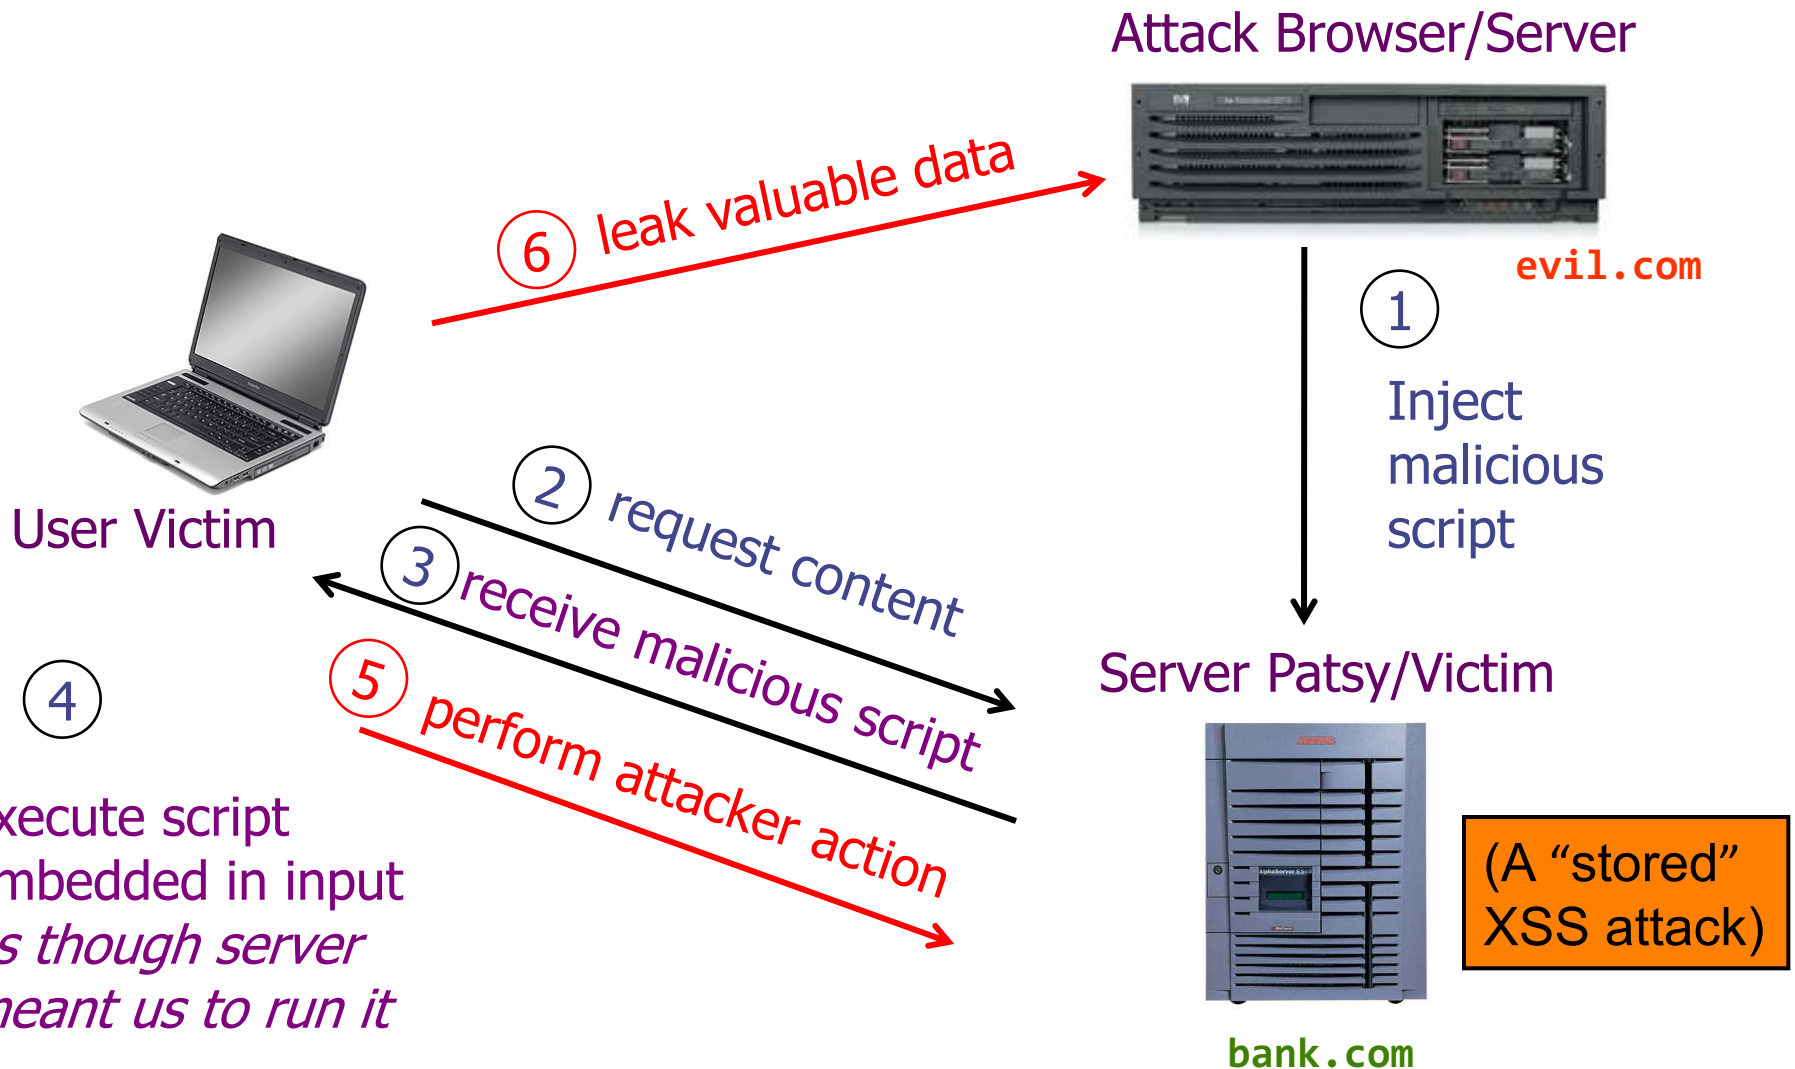 Attack Browser/Server
evil.com
6 leak valuable data
1
Inject
malicious
script
User Victim
2 request content
3 receive malicious script
4
xecute script
mbedded in input
s though server
neant us to run it
5 perform attacker action
Server Patsy/Victim
AlphaServer ES40
(A “stored”
XSS attack)
bank.com